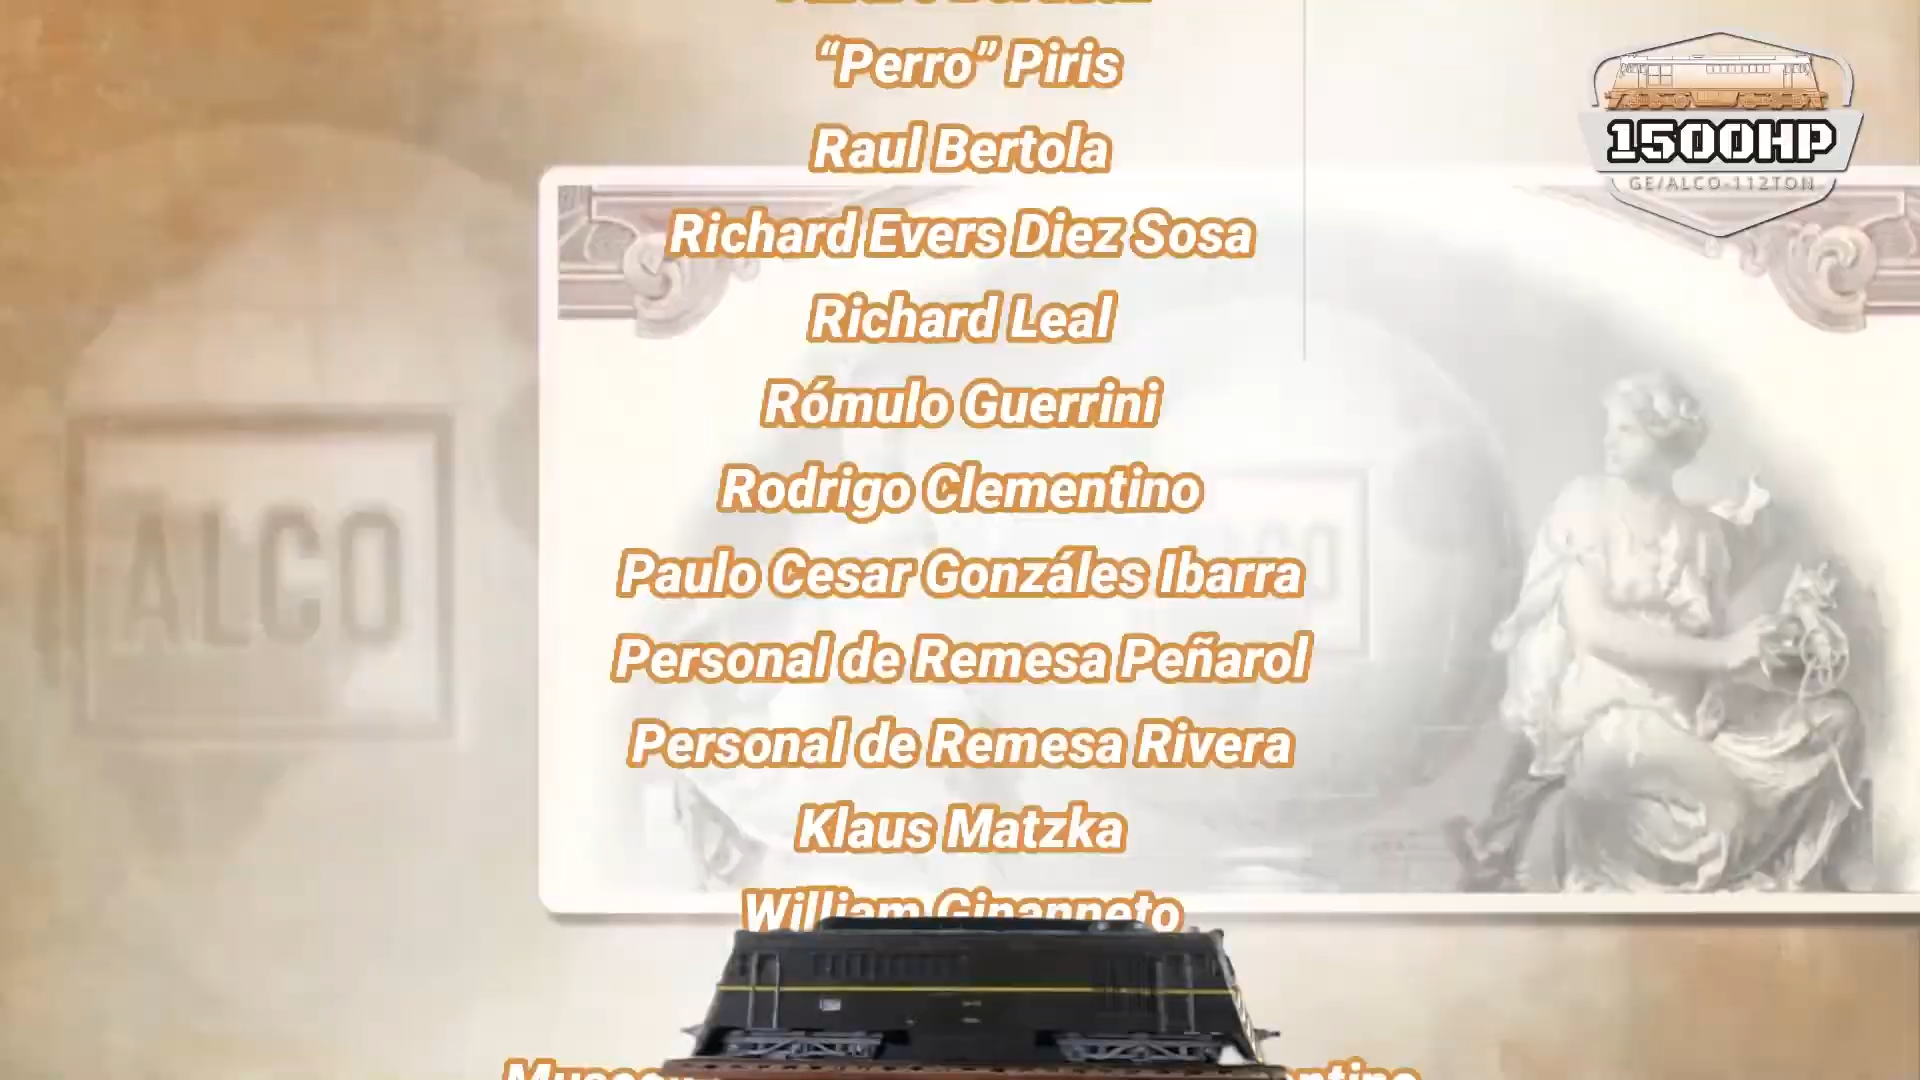 “Perro” Piris
Raul Bertola
Richard Evers Diez Sosa
Richard Leal
Rómulo Guerrini
Rodrigo Clementino
Paulo Cesar Gonzáles Ibarra
Personal de Remesa Peñarol
Personal de Remesa Rivera
Klaus Matzka
William
1500HP
GE/ALCO-112TON
ALCO